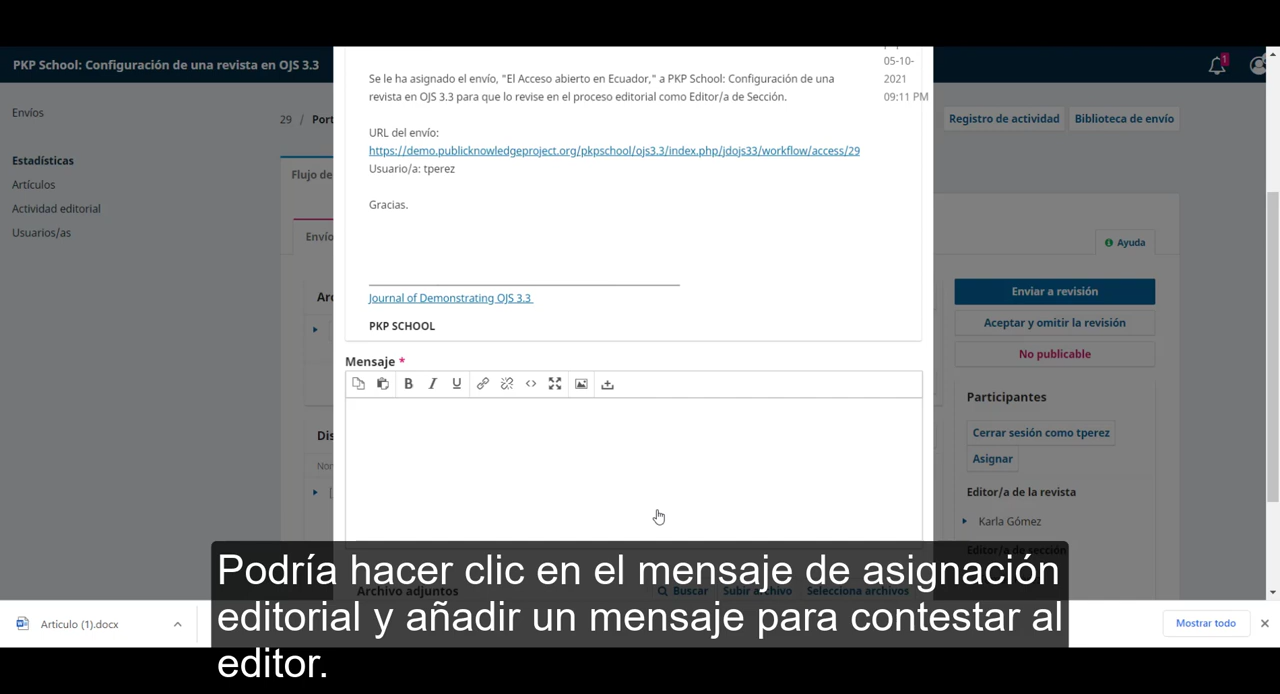 PKP School: Configuración de una revista en OJS 3.3
1
Envíos
Estadísticas
Artículos
Actividad editorial
Usuarios/as
29 / Port
Registro de actividad
Biblioteca de envío
Flujo de
Envío
Ayuda
05-10-
2021
09:11 PM
Se le ha asignado el envío, "El Acceso abierto en Ecuador," a PKP School: Configuración de una
revista en OJS 3.3 para que lo revise en el proceso editorial como Editor/a de Sección.
URL del envío:
https://demo.publicknowledgeproject.org/pkpschool/ojs3.3/index.php/jdojs33/workflow/access/29
Usuario/a: tperez
Gracias.
Journal of Demonstrating OJS 3.3
PKP SCHOOL
Mensaje *
Enviar a revisión
Aceptar y omitir la revisión
No publicable
Participantes
Cerrar sesión como tperez
Asignar
Editor/a de la revista
Karla Gómez
Editor/a de sección
Archivo adjuntos
Buscar
Subir archivo
Selecciona archivos
Podría hacer clic en el mensaje de asignación
editorial y añadir un mensaje para contestar al
editor.
Articulo (1).docx
Mostrar todo